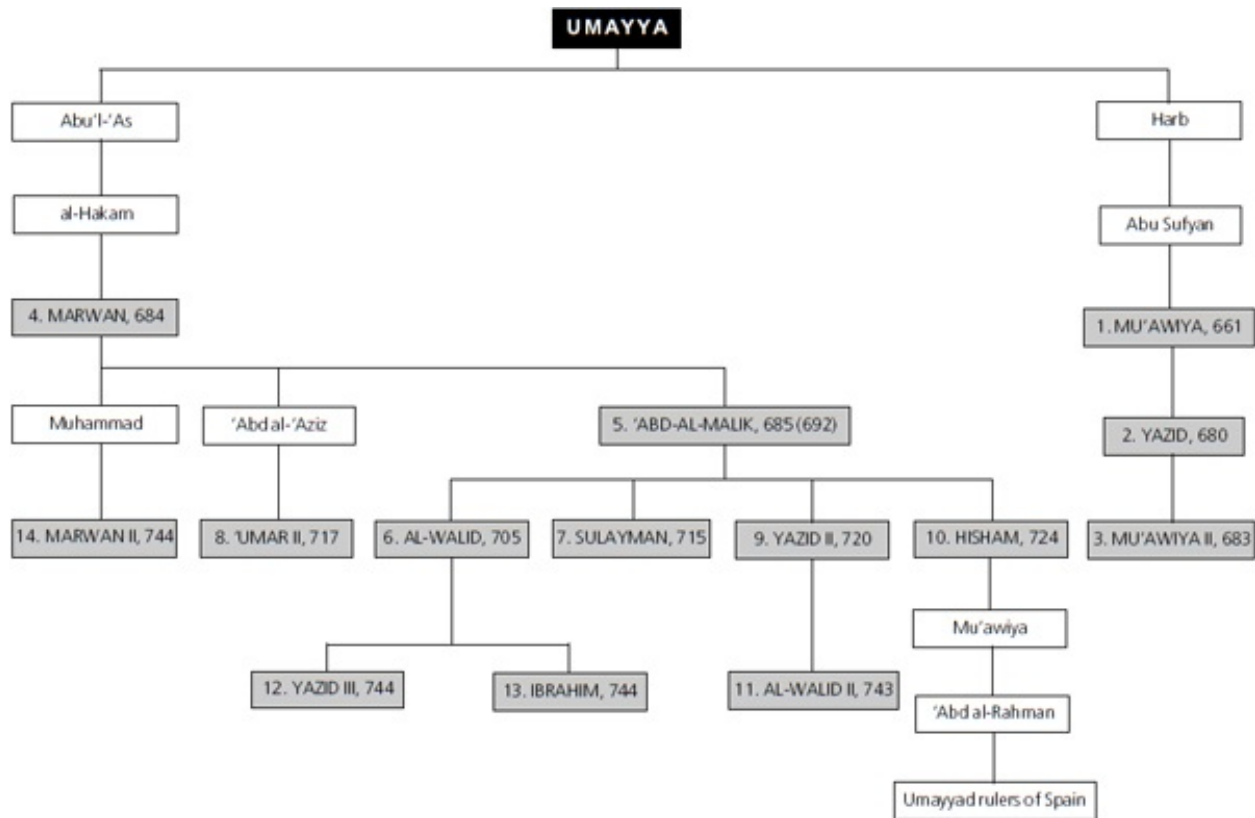 UMAYYA
Abu'l-'As
Harb
al-Hakam
Abu Sufyan
4. MARWAN, 684
1. MU'AWIYA, 661
Muhammad
'Abd al-'Aziz
5. 'ABD-AL-MALIK, 685 (692)
2. YAZID, 680
14. MARWAN II, 744
8. 'UMAR II, 717
6. AL-WALID, 705
7. SULAYMAN, 715
9. YAZID II, 720
10. HISHAM, 724
3. MU'AWIYA II, 683
Mu'awiya
12. YAZID III, 744
13. IBRAHIM, 744
11. AL-WALID II, 743
'Abd al-Rahman
Umayyad rulers of Spain